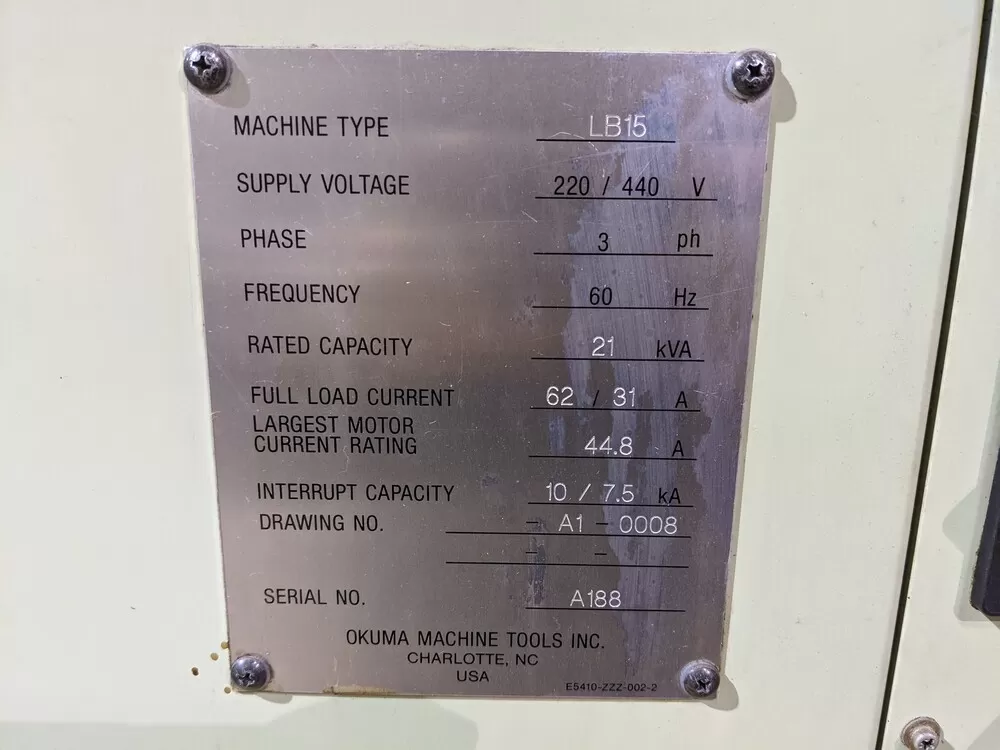 MACHINE TYPE LB15
SUPPLY VOLTAGE 220 / 440 V
PHASE 3 ph
FREQUENCY 60 Hz
RATED CAPACITY 21 kVA
FULL LOAD CURRENT 62 / 31 A
LARGEST MOTOR
CURRENT RATING 44.8 A
INTERRUPT CAPACITY 10 / 7.5 kA
DRAWING NO. – A1 – 0008
– –
SERIAL NO. A188
OKUMA MACHINE TOOLS INC.
CHARLOTTE, NC
USA
E5410-ZZZ-002-2